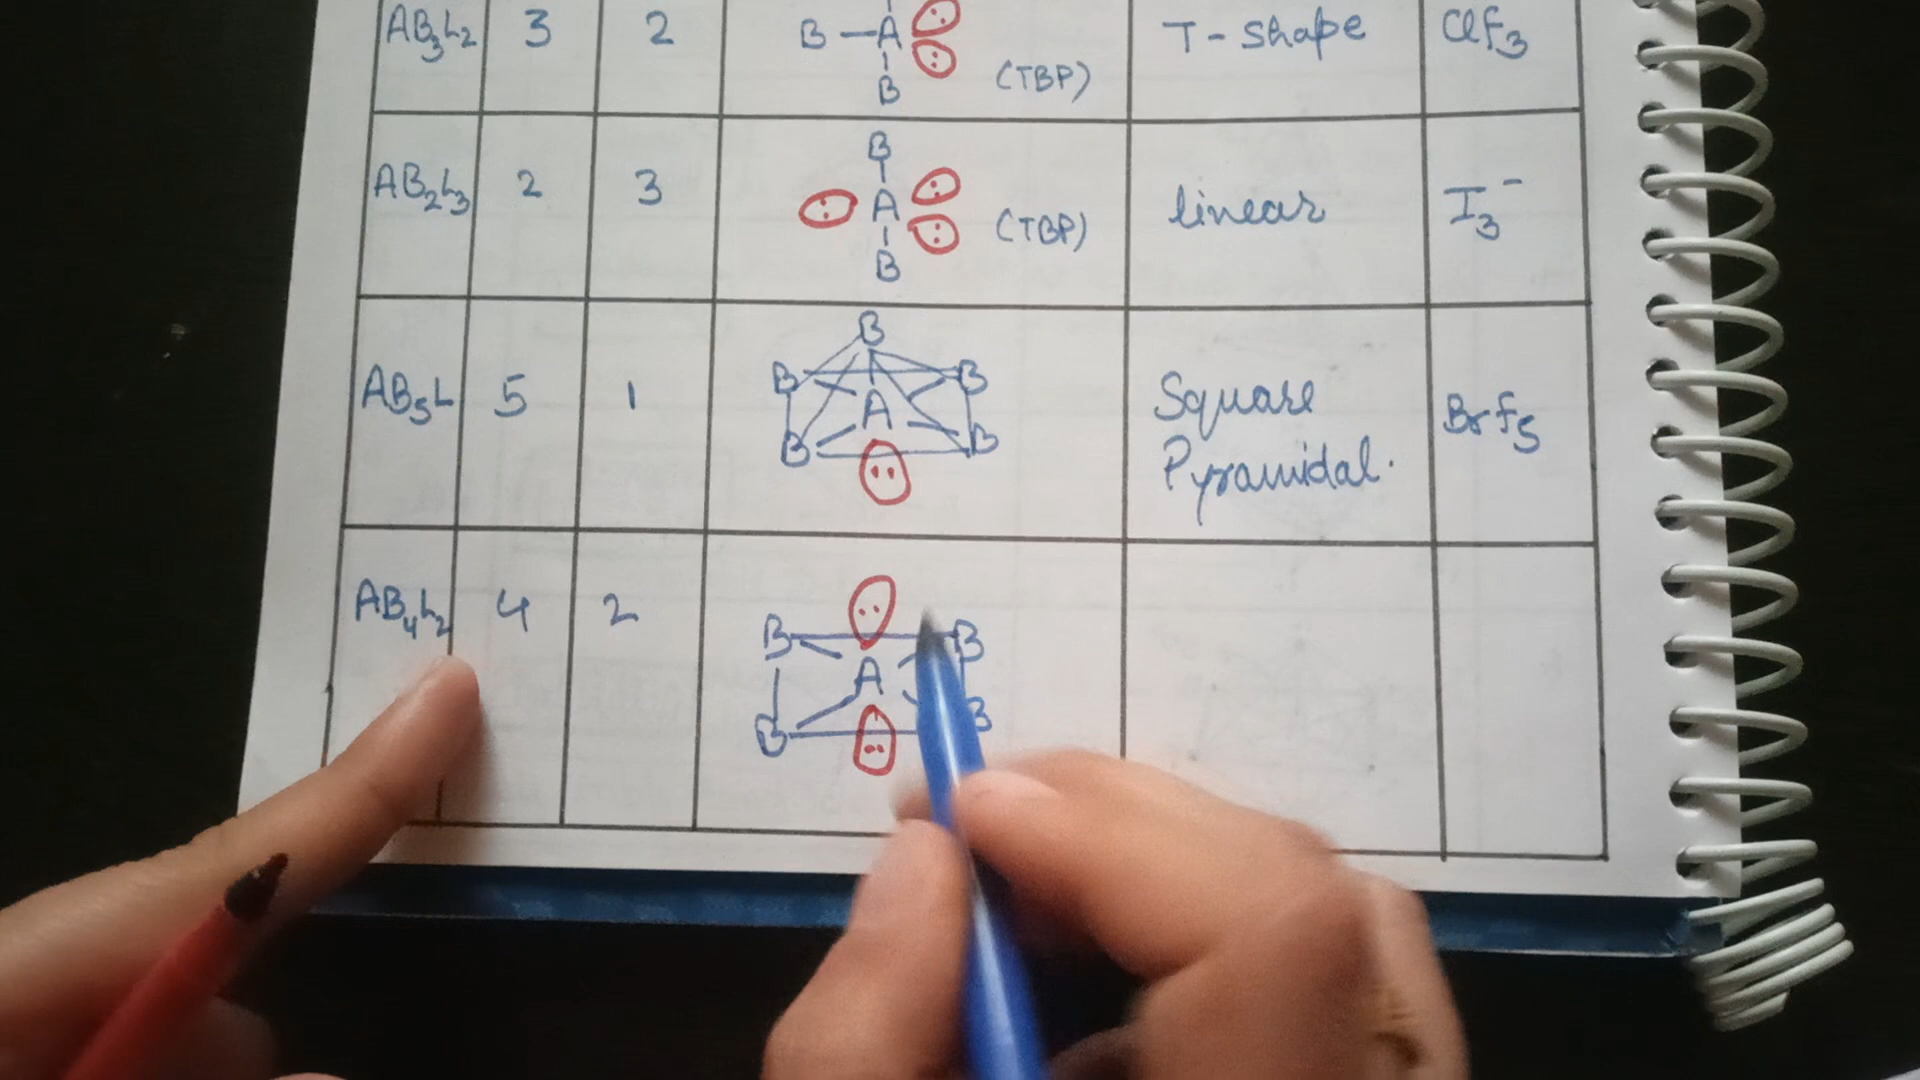 AB₃L₂ 3 2 B—A (TBP) T-shape ClF₃
B
B
AB₂L₃ 2 3 A (TBP) linear I₃⁻
B
B
B B
AB₅L 5 1 A Square BrF₅
B B Pyramidal.
AB₄L₂ 4 2 B B
A
B B